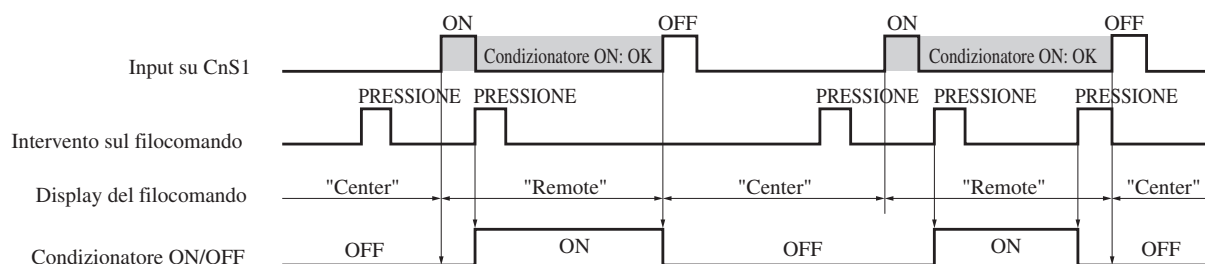 ON OFF ON OFF
Input su CnS1 Condizionatore ON: OK Condizionatore ON: OK
PRESSIONE PRESSIONE PRESSIONE PRESSIONE PRESSIONE
Intervento sul filocomando
Display del filocomando "Center" "Remote" "Center" "Remote" "Center"
Condizionatore ON/OFF OFF ON OFF ON OFF